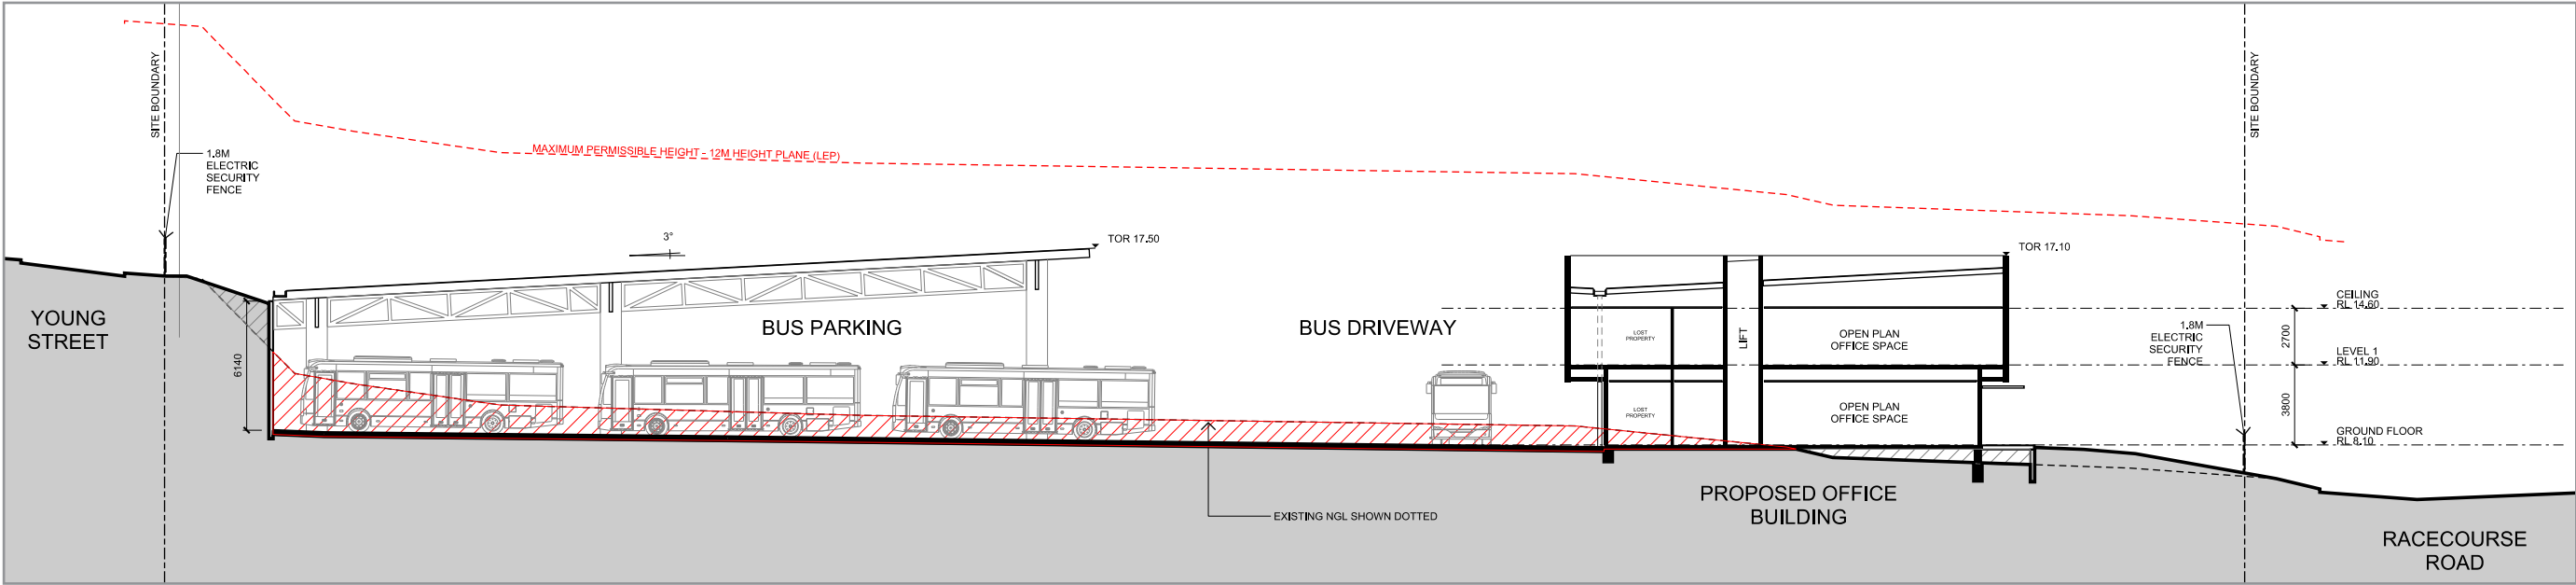 SITE BOUNDARY
1.8M
ELECTRIC
SECURITY
FENCE
MAXIMUM PERMISSIBLE HEIGHT - 12M HEIGHT PLANE (LEP)
SITE BOUNDARY
3°
TOR 17.50
TOR 17.10
YOUNG
STREET
6140
BUS PARKING
BUS DRIVEWAY
LOST
PROPERTY
LIFT
OPEN PLAN
OFFICE SPACE
LOST
PROPERTY
OPEN PLAN
OFFICE SPACE
1.8M
ELECTRIC
SECURITY
FENCE
CEILING
RL 14.60
2700
LEVEL 1
RL 11.90
3800
GROUND FLOOR
RL 8.10
EXISTING NGL SHOWN DOTTED
PROPOSED OFFICE
BUILDING
RACECOURSE
ROAD